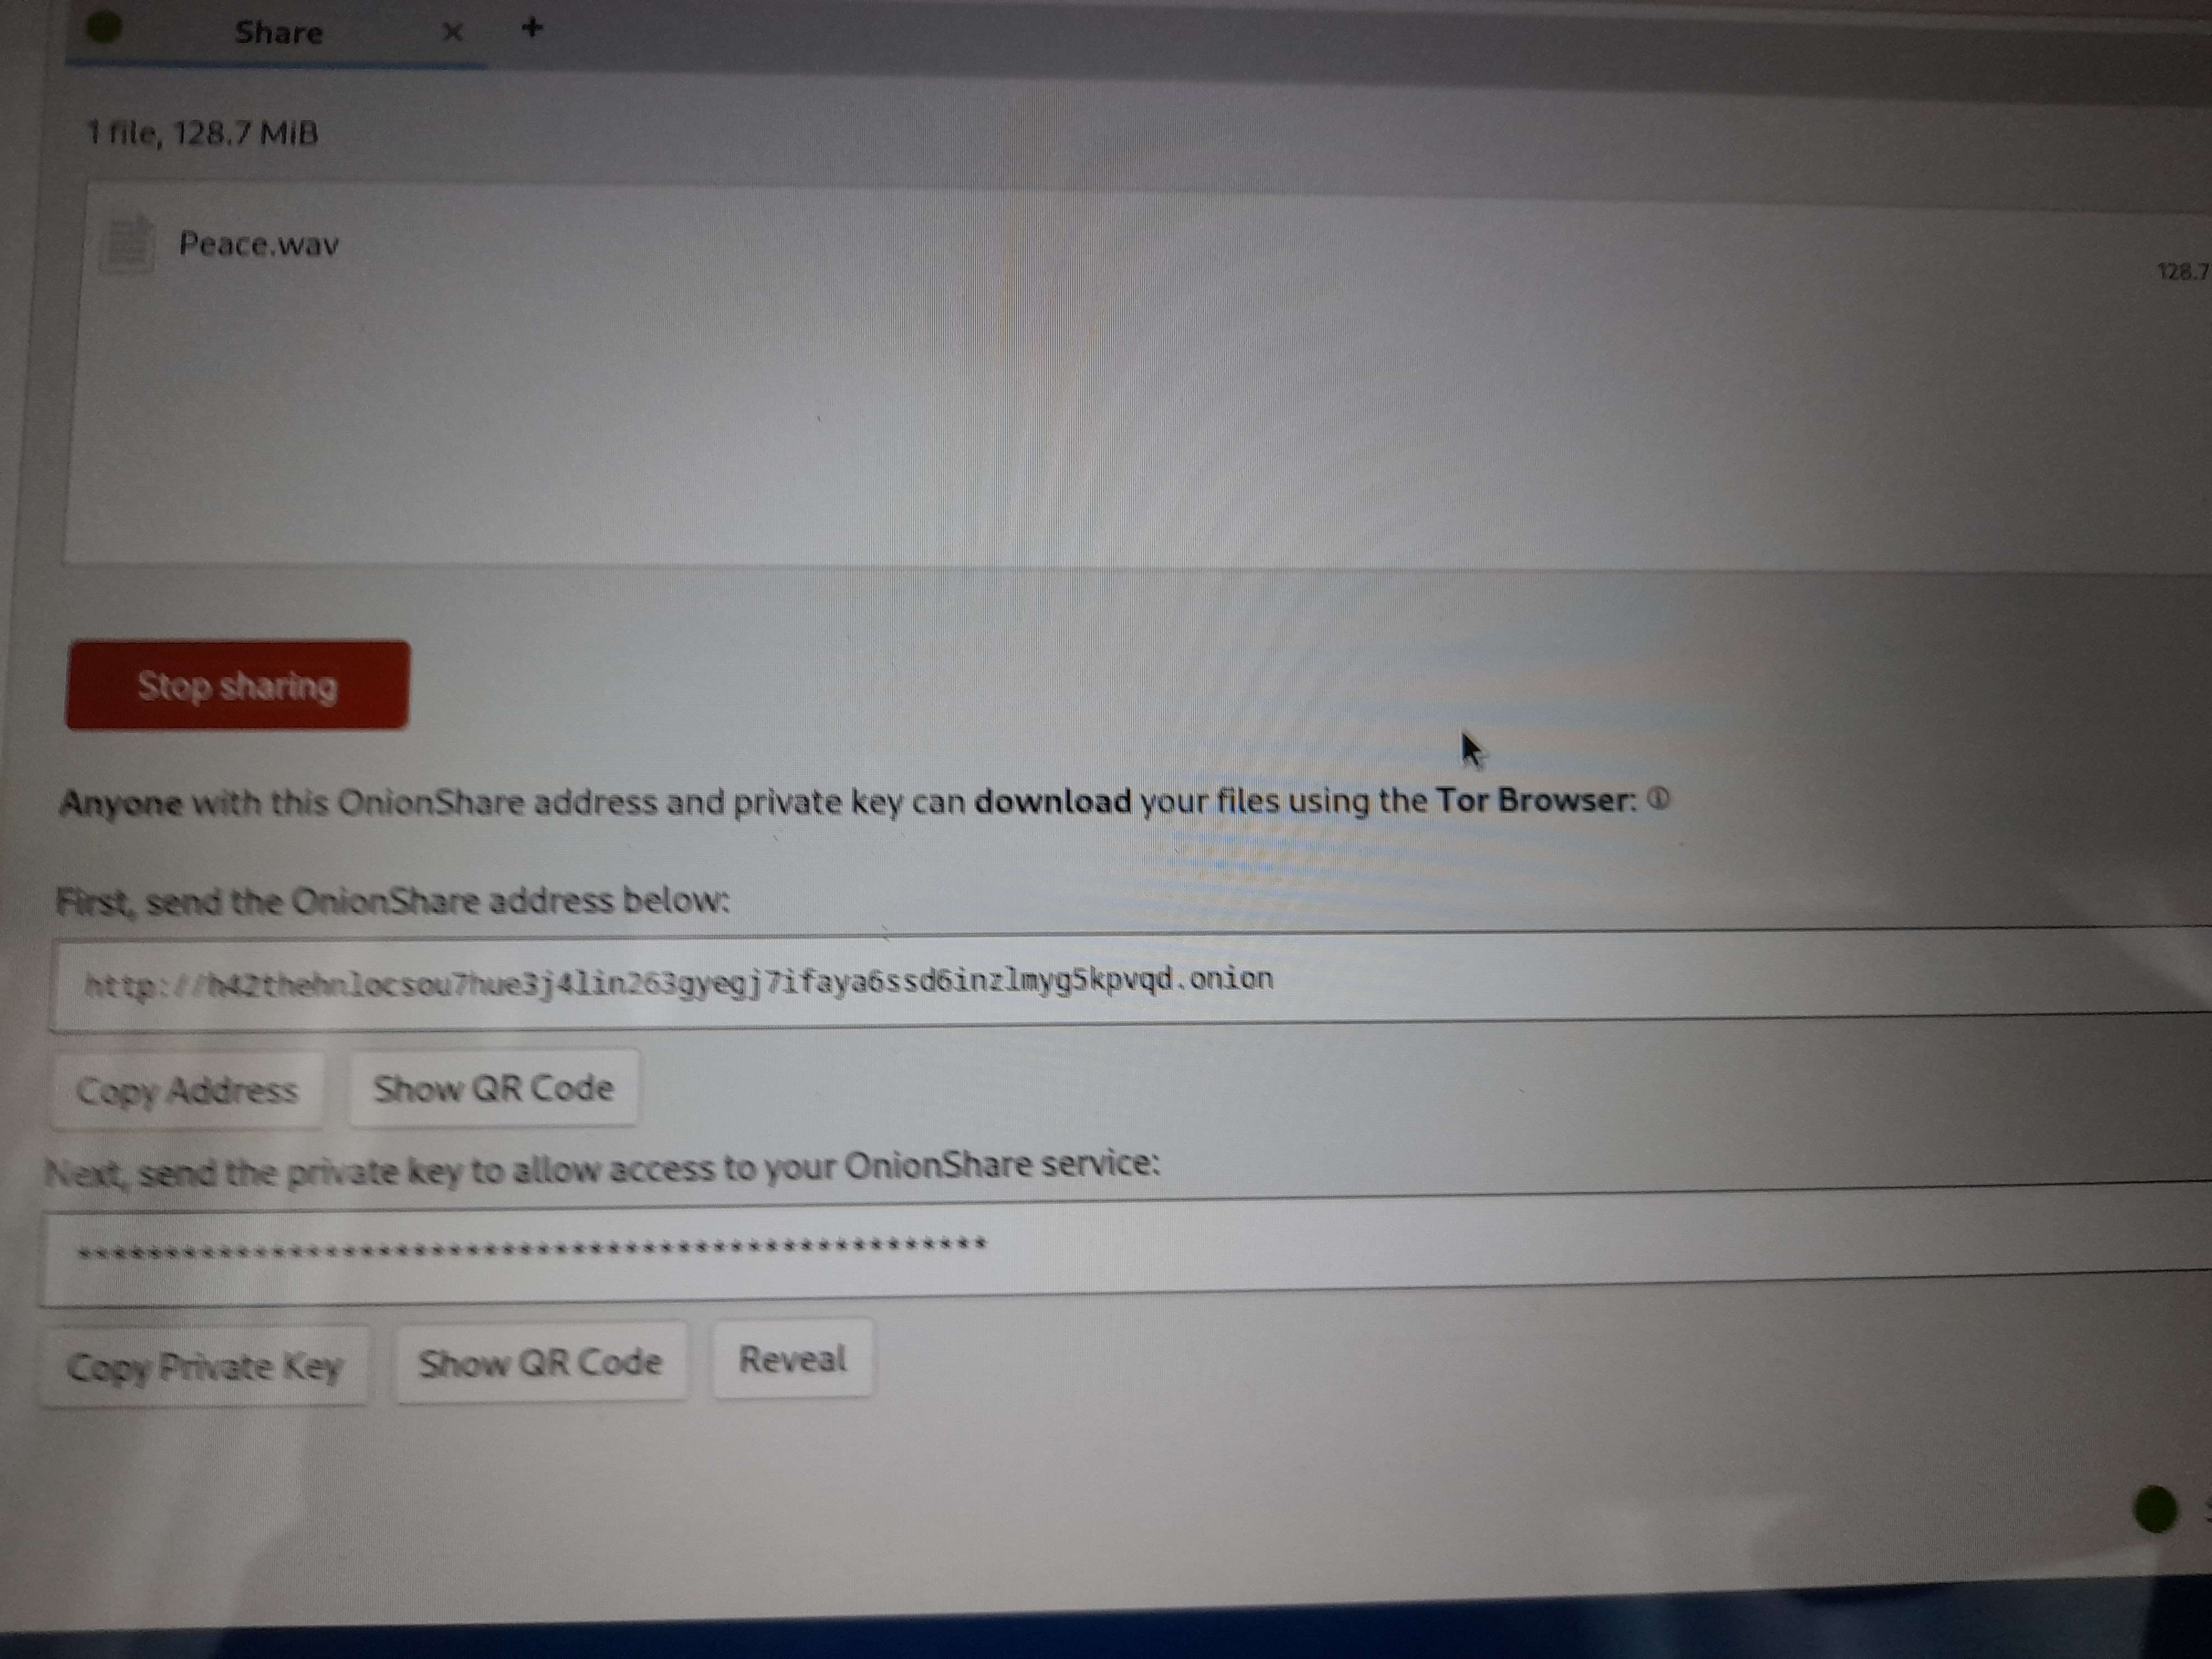 Share × +
1 file, 128.7 MiB
Peace.wav
128.7
Stop sharing
Anyone with this OnionShare address and private key can download your files using the Tor Browser: ⓘ
First, send the OnionShare address below:
http://h42thehnlocsou7hue3j4lin263gyegj7ifaya6ssd6inzlmyg5kpvqd.onion
Copy Address Show QR Code
Next, send the private key to allow access to your OnionShare service:
****************************************************
Copy Private Key Show QR Code Reveal